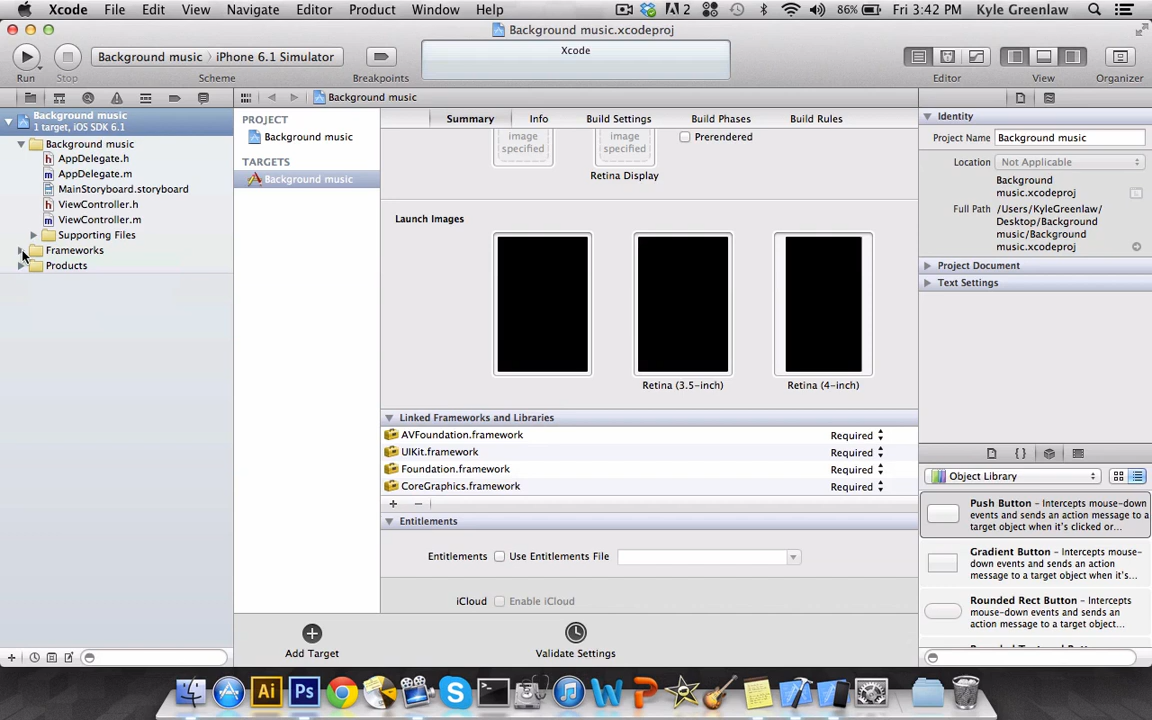 Xcode File Edit View Navigate Editor Product Window Help 2 86% Fri 3:42 PM Kyle Greenlaw
Background music.xcodeproj
Background music iPhone 6.1 Simulator
Xcode
Run Stop Scheme Breakpoints Editor View Organizer
Background music
1 target, iOS SDK 6.1
Background music
AppDelegate.h
AppDelegate.m
MainStoryboard.storyboard
ViewController.h
ViewController.m
Supporting Files
Frameworks
Products
Background music
PROJECT
Background music
TARGETS
Background music
Summary Info Build Settings Build Phases Build Rules
image
specified
image
specified
Prerendered
Retina Display
Launch Images
Retina (3.5-inch) Retina (4-inch)
Linked Frameworks and Libraries
AVFoundation.framework Required
UIKit.framework Required
Foundation.framework Required
CoreGraphics.framework Required
+ −
Entitlements
Entitlements Use Entitlements File
iCloud Enable iCloud
Add Target Validate Settings
Identity
Project Name Background music
Location Not Applicable
Background
music.xcodeproj
Full Path /Users/KyleGreenlaw/
Desktop/Background
music/Background
music.xcodeproj
Project Document
Text Settings
Object Library
Push Button – Intercepts mouse-down
events and sends an action message to a
target object when it's clicked or...
Gradient Button – Intercepts mouse-
down events and sends an action
message to a target object when it's...
Rounded Rect Button – Intercepts
mouse-down events and sends an
action message to a target object...
Ai Ps